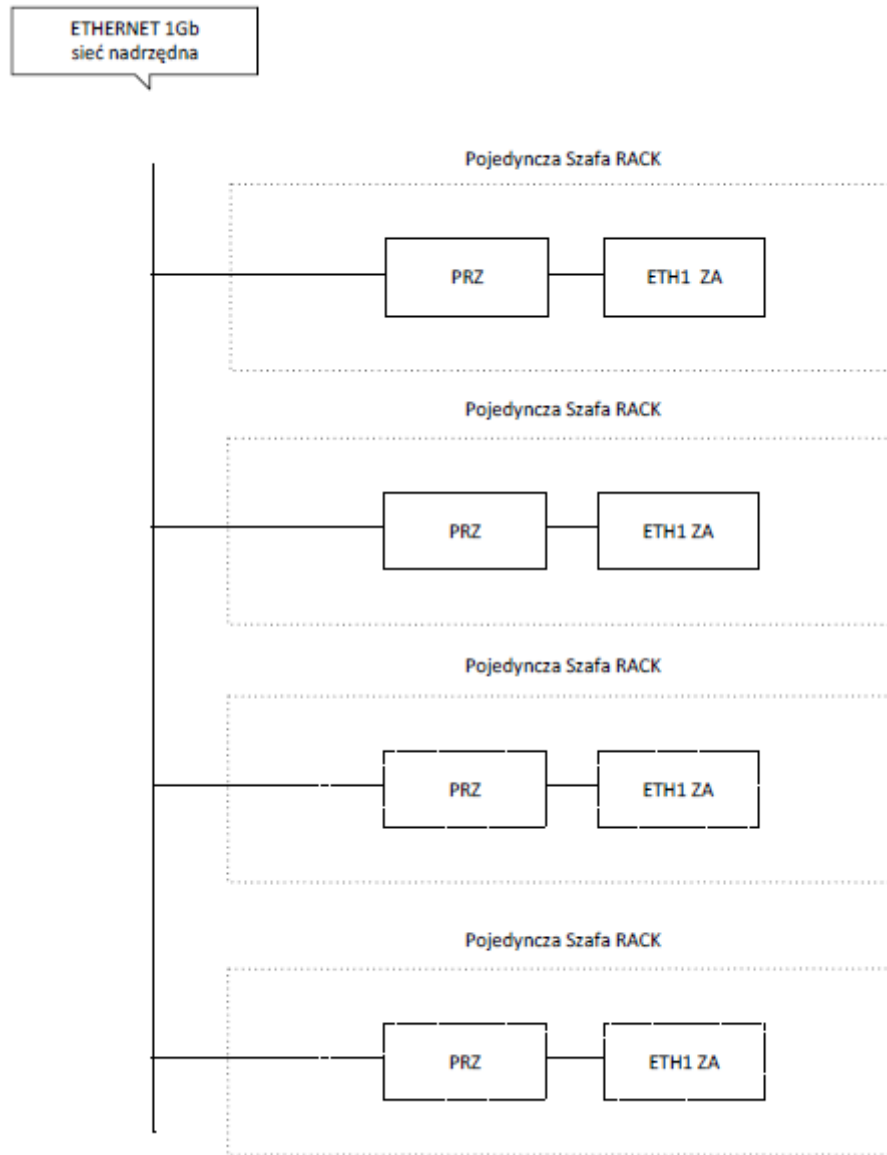 ETHERNET 1Gb
sieć nadrzędna
Pojedyncza Szafa RACK
PRZ
ETH1 ZA
Pojedyncza Szafa RACK
PRZ
ETH1 ZA
Pojedyncza Szafa RACK
PRZ
ETH1 ZA
Pojedyncza Szafa RACK
PRZ
ETH1 ZA